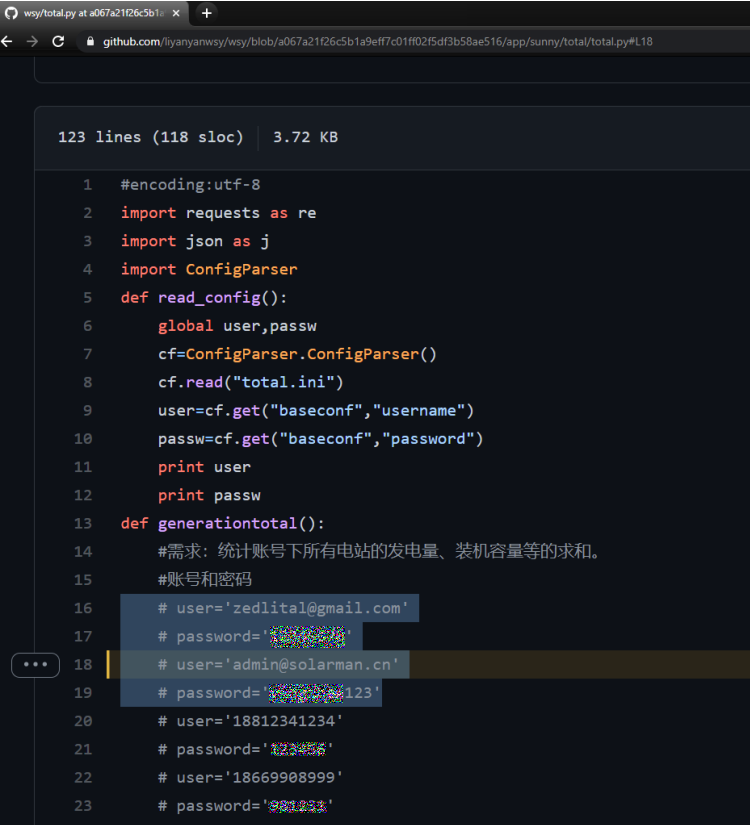 wsy/total.py at a067a21f26c5b1a
github.com/liyanyanwsy/wsy/blob/a067a21f26c5b1a9eff7c01ff02f5df3b58ae516/app/sunny/total/total.py#L18
123 lines (118 sloc) 3.72 KB
1 #encoding:utf-8
2 import requests as re
3 import json as j
4 import ConfigParser
5 def read_config():
6 global user,passw
7 cf=ConfigParser.ConfigParser()
8 cf.read("total.ini")
9 user=cf.get("baseconf","username")
10 passw=cf.get("baseconf","password")
11 print user
12 print passw
13 def generationtotal():
14 #需求：统计账号下所有电站的发电量、装机容量等的求和。
15 #账号和密码
16 # user='zedlital@gmail.com'
17 # password=''
18 # user='admin@solarman.cn'
19 # password='123'
20 # user='18812341234'
21 # password=''
22 # user='18669908999'
23 # password=''